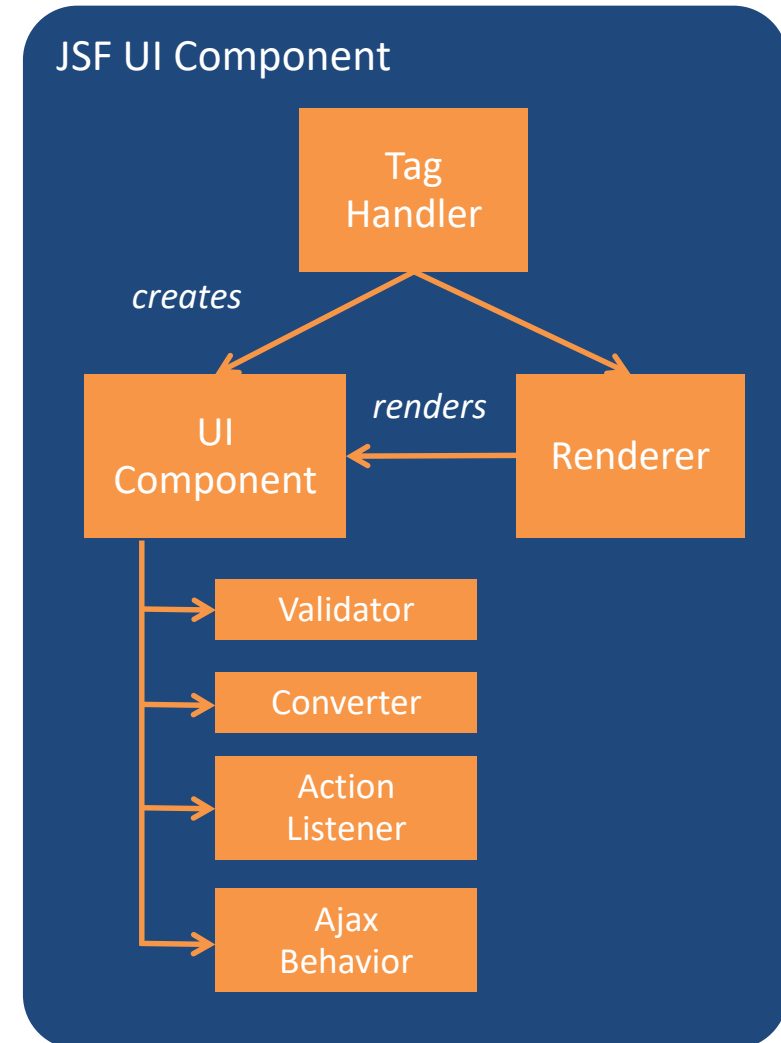 JSF UI Component
Tag
Handler
creates
renders
UI
Component
Renderer
Validator
Converter
Action
Listener
Ajax
Behavior